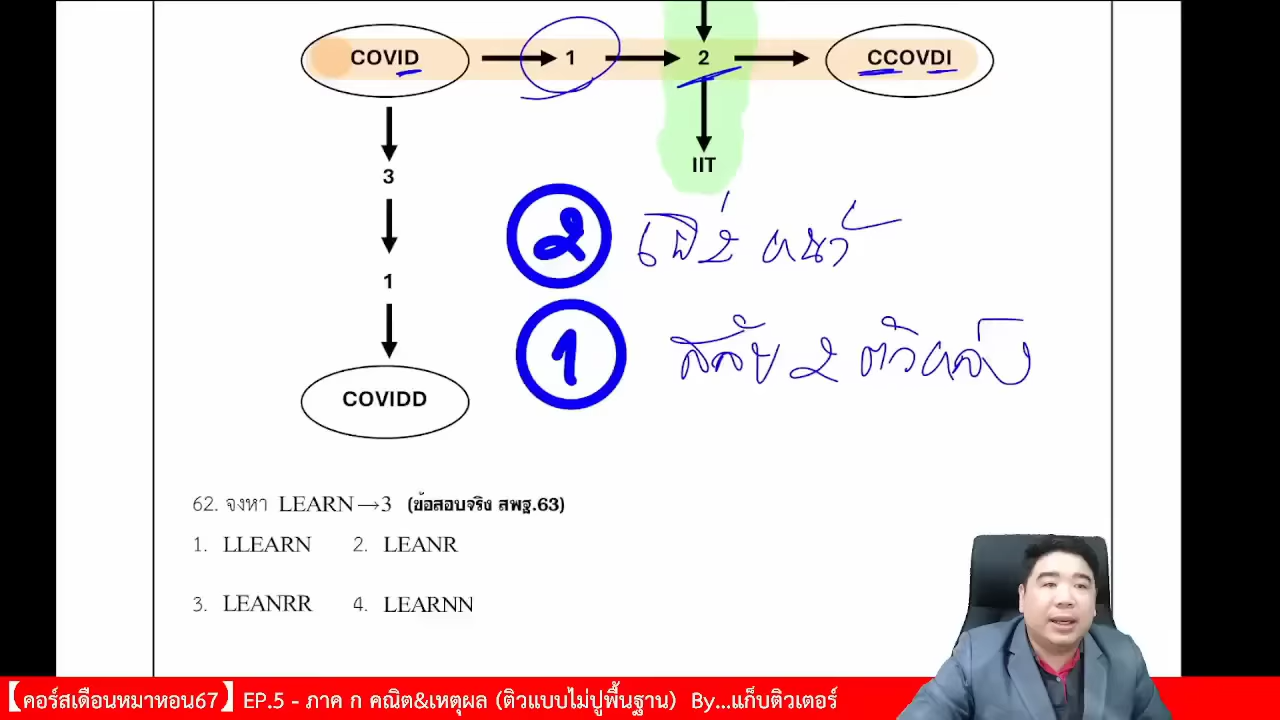 COVID 1 2 CCOVDI
IIT
3
1
COVIDD
2 เพิ่ม 2 หน้า
1 สลับ 2 ตัวหลัง
62. จงหา LEARN→3 (ข้อสอบจริง สพฐ.63)
1. LLEARN 2. LEANR
3. LEANRR 4. LEARNN
【คอร์สเดือนหมาหอน67】 EP.5 - ภาค ก คณิต&เหตุผล (ติวแบบไม่ปูพื้นฐาน) By...แก็บติวเตอร์